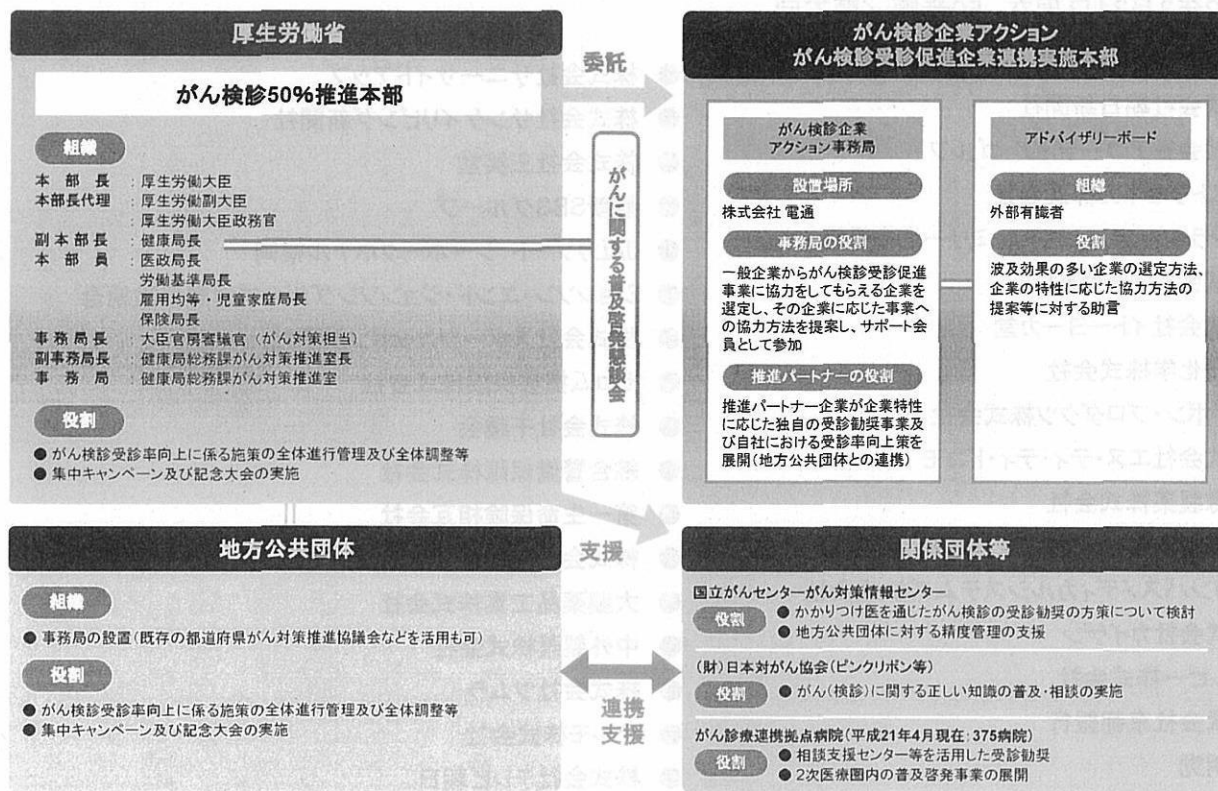 厚生労働省
がん検診50%推進本部
組織
本部長：厚生労働大臣
本部長代理：厚生労働副大臣
：厚生労働大臣政務官
副本部長：健康局長
本部員：医政局長
労働基準局長
雇用均等・児童家庭局長
保険局長
事務局長：大臣官房審議官（がん対策担当）
副事務局長：健康局総務課がん対策推進室長
事務局：健康局総務課がん対策推進室
役割
●がん検診受診率向上に係る施策の全体進行管理及び全体調整等
●集中キャンペーン及び記念大会の実施
委託
がんに関する普及啓発懇談会
がん検診企業アクション
がん検診受診促進企業連携実施本部
がん検診企業
アクション事務局
設置場所
株式会社 電通
事務局の役割
一般企業からがん検診受診促進
事業に協力をしてもらえる企業を
選定し、その企業に応じた事業へ
の協力方法を提案し、サポート会
員として参加
推進パートナーの役割
推進パートナー企業が企業特性
に応じた独自の受診勧奨事業及
び自社における受診率向上策を
展開（地方公共団体との連携）
アドバイザリーボード
組織
外部有識者
役割
波及効果の多い企業の選定方法、
企業の特性に応じた協力方法の
提案等に対する助言
地方公共団体
組織
●事務局の設置（既存の都道府県がん対策推進協議会などを活用も可）
役割
●がん検診受診率向上に係る施策の全体進行管理及び全体調整等
●集中キャンペーン及び記念大会の実施
支援
連携
支援
関係団体等
国立がんセンターがん対策情報センター
役割
●かかりつけ医を通じたがん検診の受診勧奨の方策について検討
●地方公共団体に対する精度管理の支援
（財）日本対がん協会（ピンクリボン等）
役割
●がん（検診）に関する正しい知識の普及・相談の実施
がん診療連携拠点病院（平成21年4月現在：375病院）
役割
●相談支援センター等を活用した受診勧奨
●2次医療圏内の普及啓発事業の展開